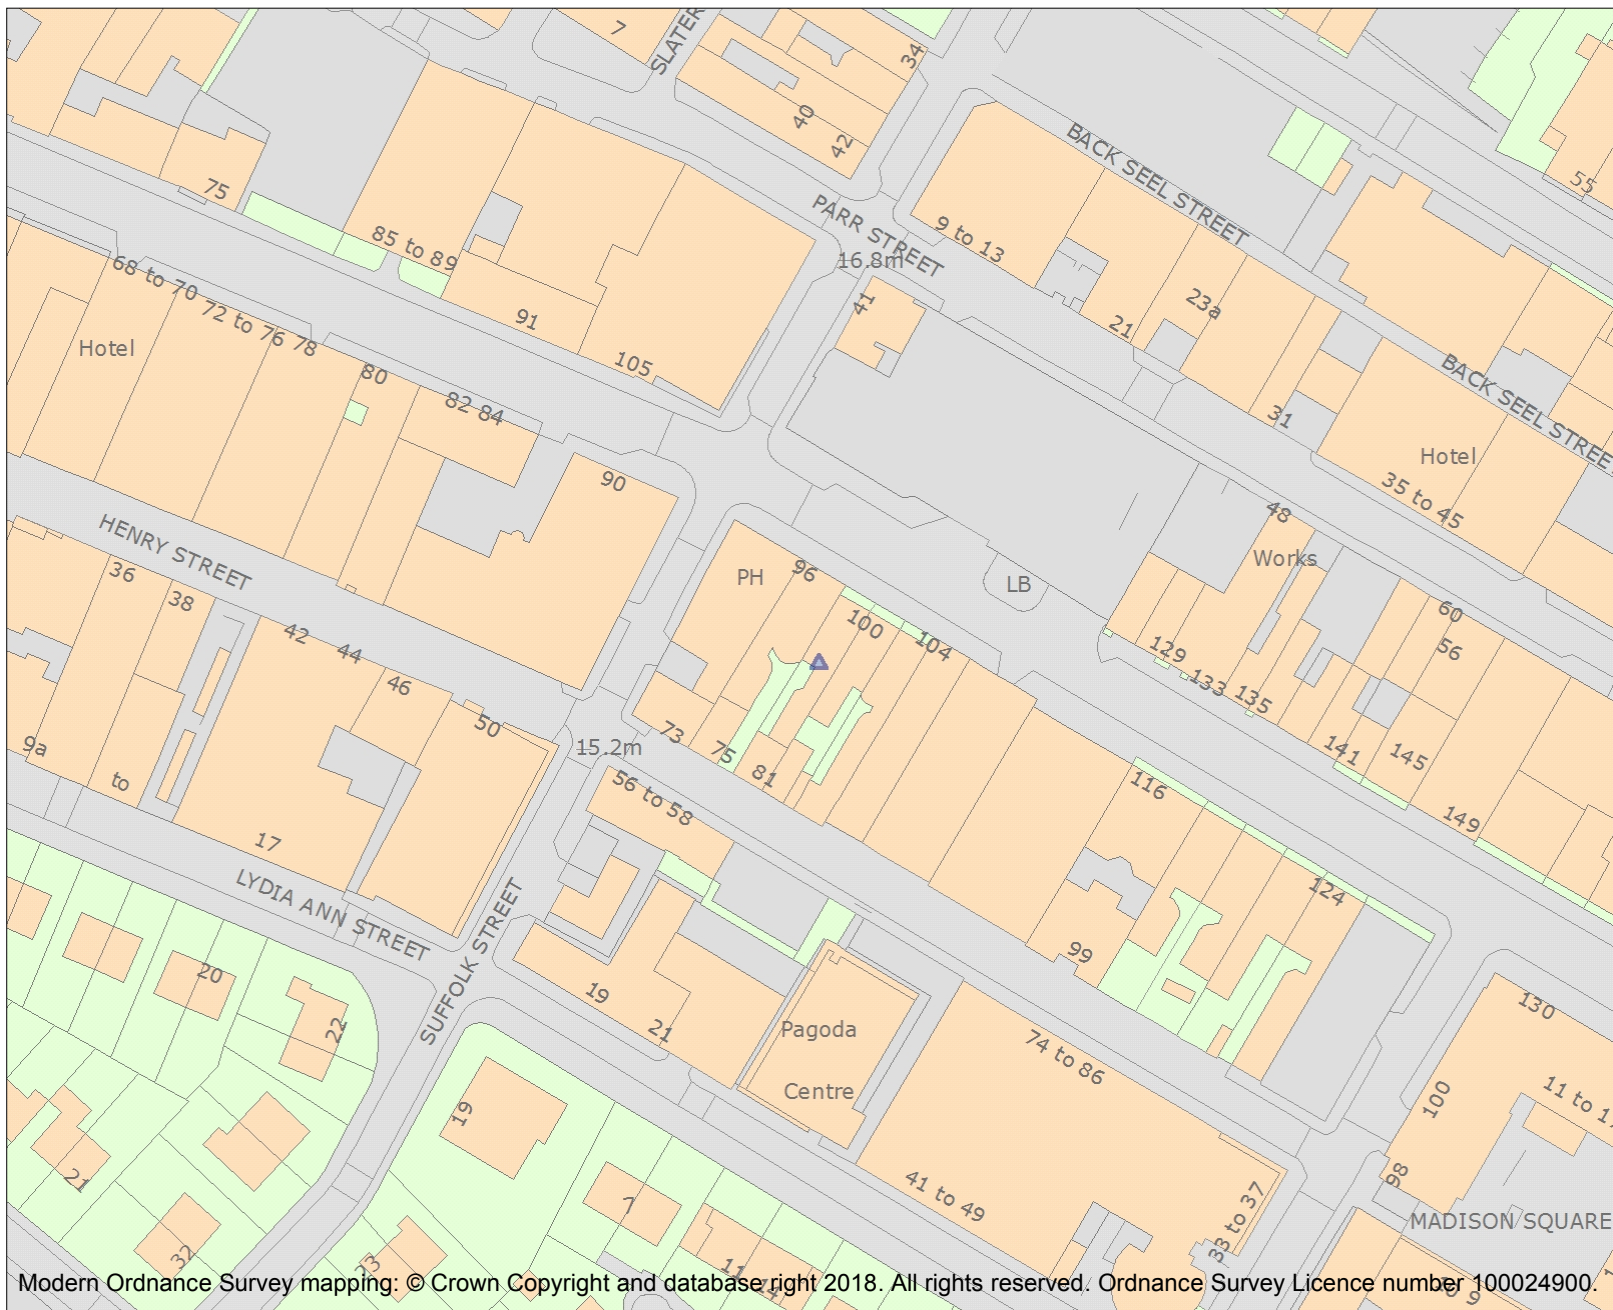 7
SLATER
34
40
42
BACK SEEL STREET
55
75
85 to 89
PARR STREET
9 to 13
16.8m
68 to 70
72 to 76
78
91
41
23a
21
Hotel
105
80
82 84
BACK SEEL STREE
31
Hotel
35 to 45
90
48
Works
HENRY STREET
36
38
PH
96
LB
100
104
60
56
42
44
46
50
129
133
135
141
145
149
9a
to
73
75
81
15.2m
56 to 58
116
17
LYDIA ANN STREET
SUFFOLK STREET
124
99
20
22
19
21
Pagoda
Centre
74 to 86
130
100
11 to 1
98
19
21
7
41 to 49
33 to 37
MADISON SQUARE
32
23
11
14
9
Modern Ordnance Survey mapping: © Crown Copyright and database right 2018. All rights reserved. Ordnance Survey Licence number 100024900.